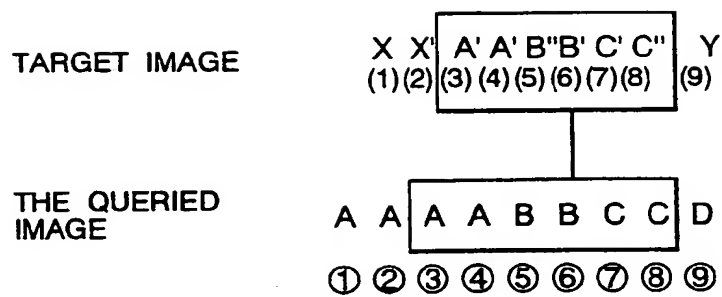 TARGET IMAGE X X' A' A' B"B' C' C" Y
(1)(2)(3)(4)(5)(6)(7)(8) (9)
THE QUERIED
IMAGE A A A A B B C C D
① ② ③ ④ ⑤ ⑥ ⑦ ⑧ ⑨